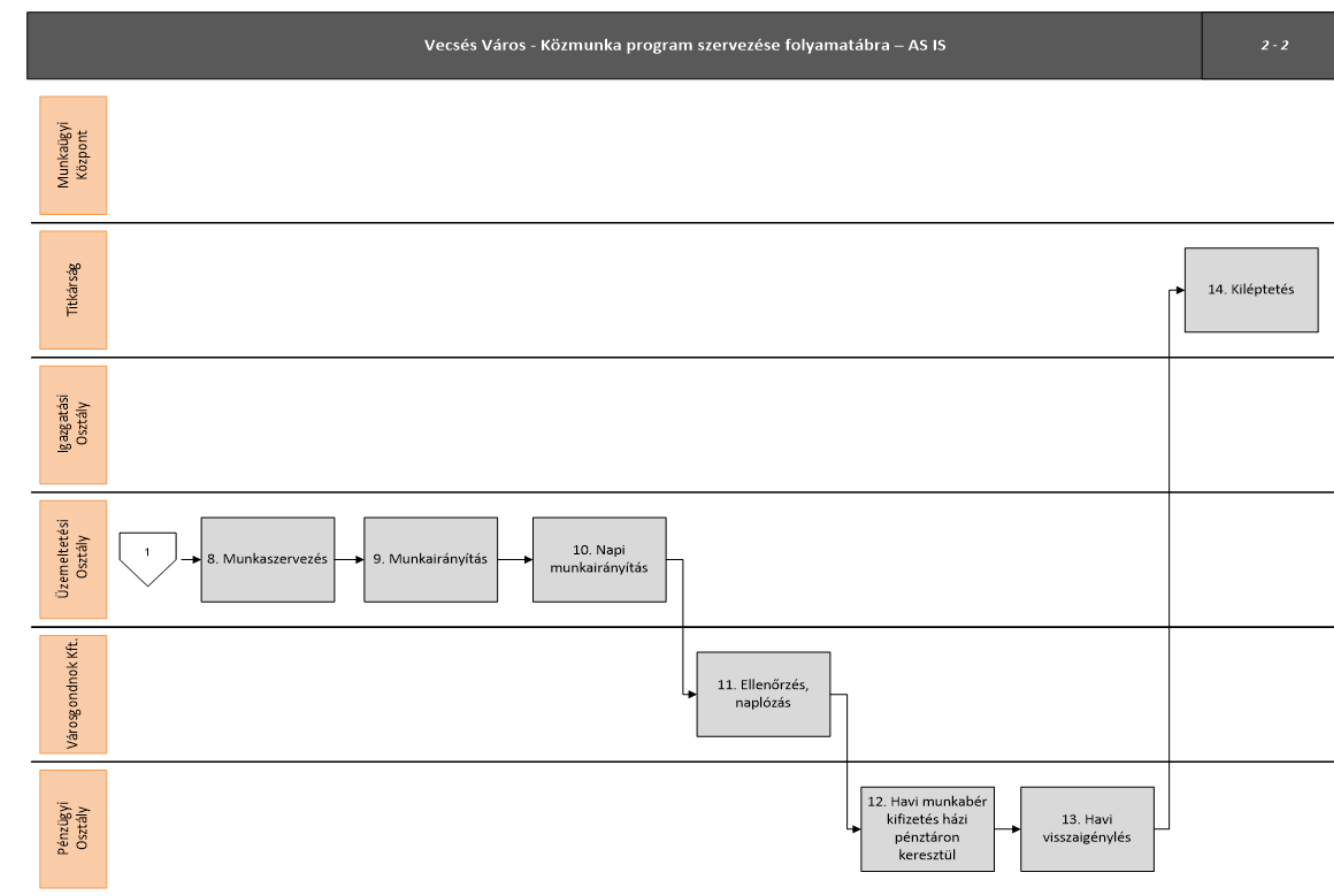 Vecsés Város - Közmunka program szervezése folyamatábra – AS IS
2 - 2
Munkaügyi
Központ
Titkárság
14. Kiléptetés
Igazgatási
Osztály
Üzemeltetési
Osztály
1
8. Munkaszervezés
9. Munkairányítás
10. Napi
munkairányítás
Városgondnok Kft.
11. Ellenőrzés,
naplózás
Pénzügyi
Osztály
12. Havi munkabér
kifizetés házi
pénztáron
keresztül
13. Havi
visszaigénylés